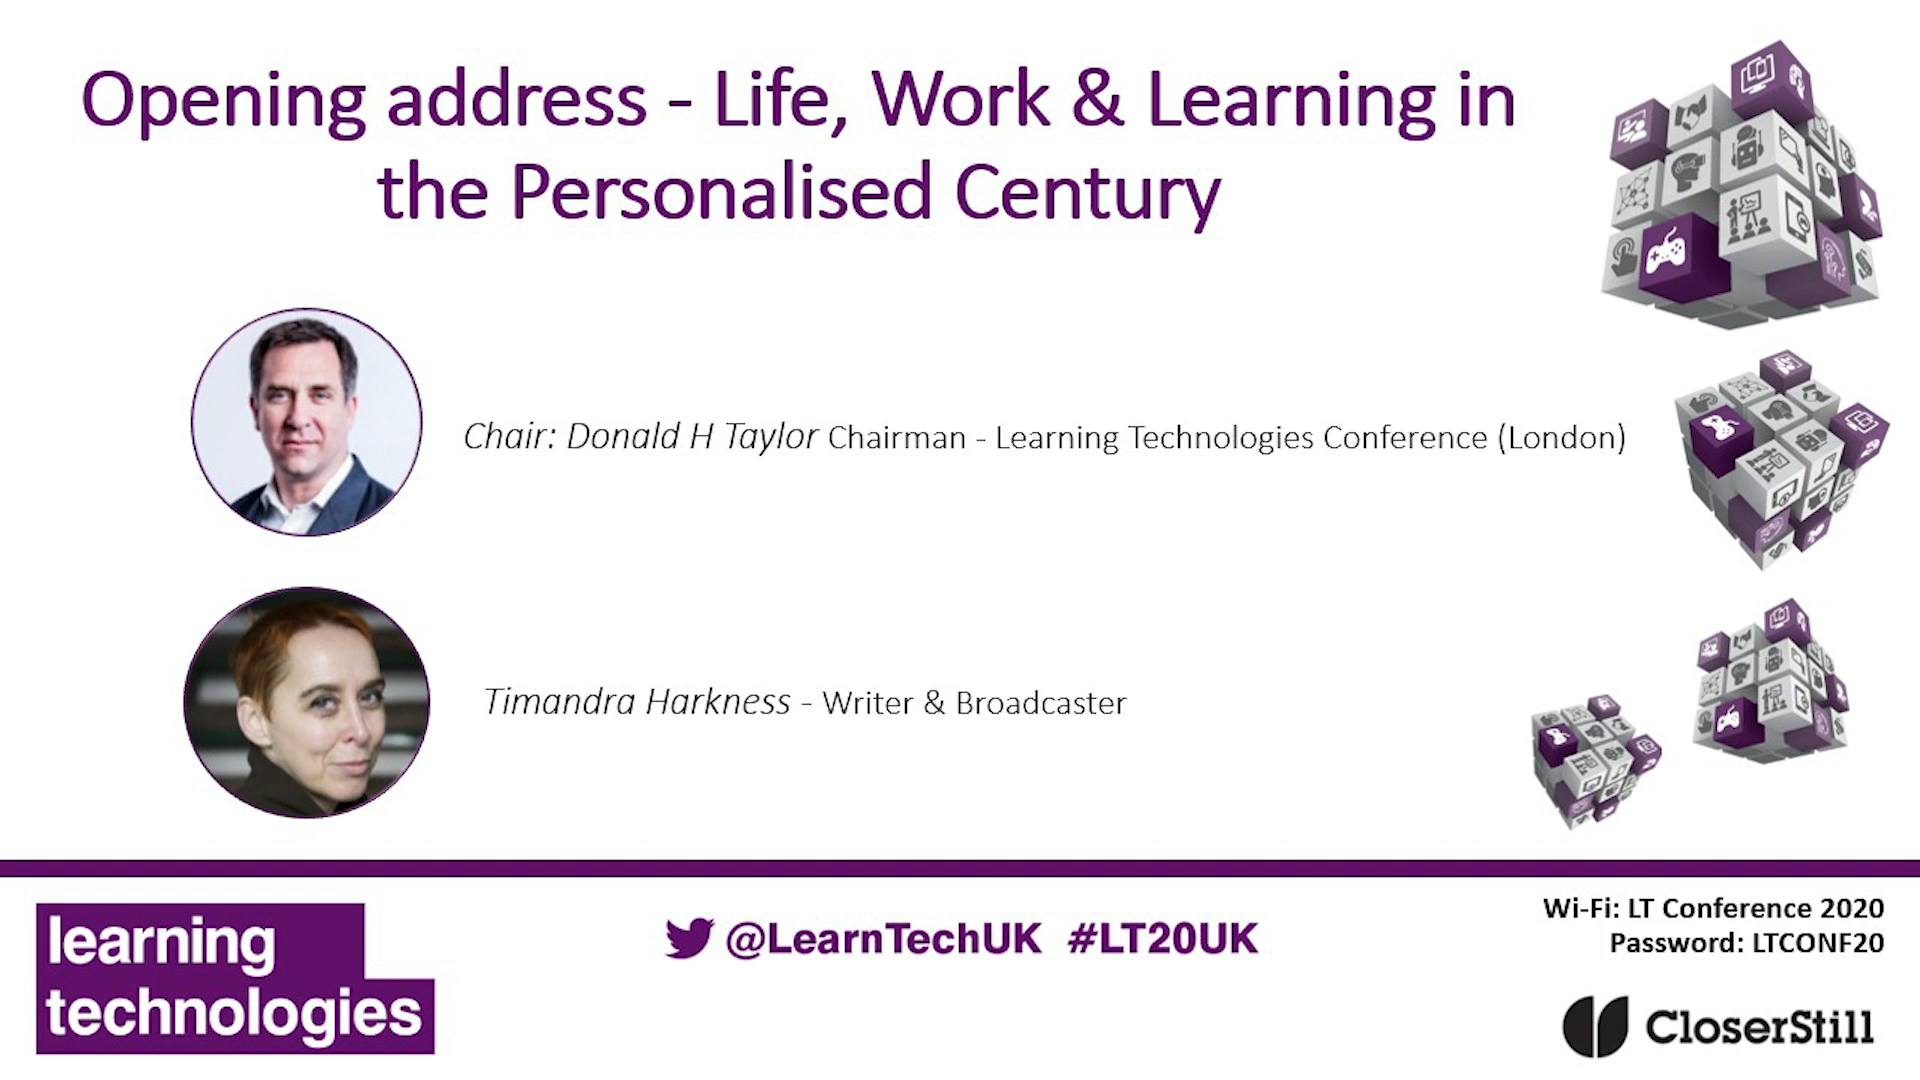 Opening address - Life, Work & Learning in
the Personalised Century
Chair: Donald H Taylor Chairman - Learning Technologies Conference (London)
Timandra Harkness - Writer & Broadcaster
learning
technologies
@LearnTechUK #LT20UK
Wi-Fi: LT Conference 2020
Password: LTCONF20
CloserStill